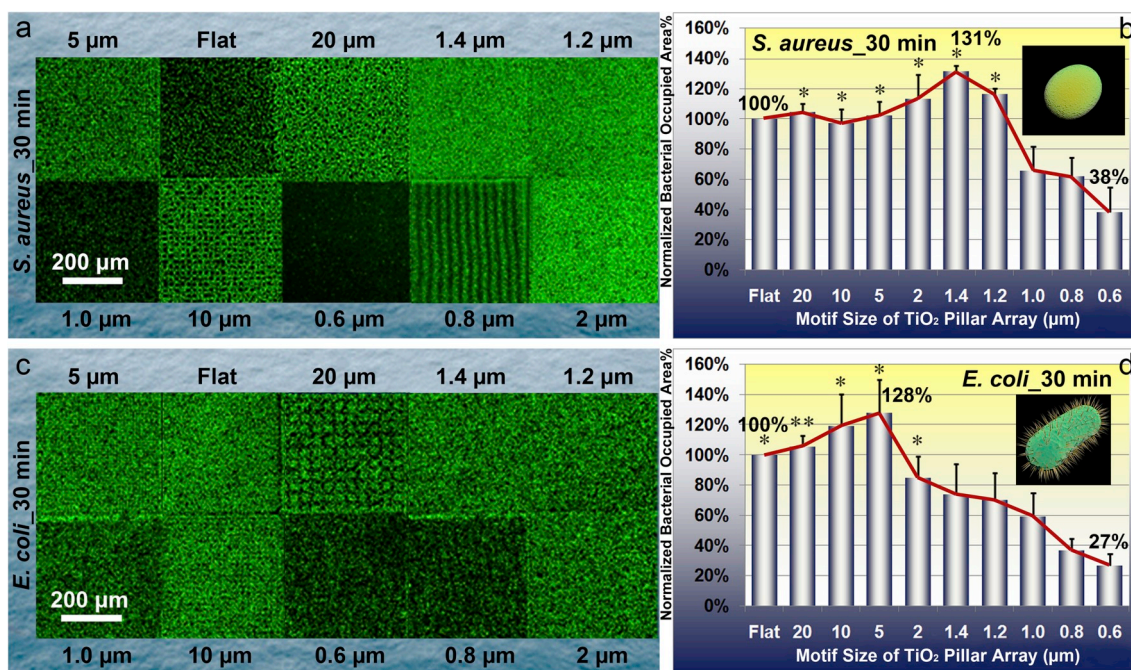 a
5 µm Flat 20 µm 1.4 µm 1.2 µm
S. aureus_30 min
200 µm
1.0 µm 10 µm 0.6 µm 0.8 µm 2 µm
b
S. aureus_30 min
Normalized Bacterial Occupied Area%
160%
140%
120%
100%
80%
60%
40%
20%
0%
100%
131%
38%
* * * * * *
Flat 20 10 5 2 1.4 1.2 1.0 0.8 0.6
Motif Size of TiO₂ Pillar Array (µm)
c
5 µm Flat 20 µm 1.4 µm 1.2 µm
E. coli_30 min
200 µm
1.0 µm 10 µm 0.6 µm 0.8 µm 2 µm
d
E. coli_30 min
Normalized Bacterial Occupied Area%
160%
140%
120%
100%
80%
60%
40%
20%
0%
100%
128%
27%
* ** * * *
Flat 20 10 5 2 1.4 1.2 1.0 0.8 0.6
Motif Size of TiO₂ Pillar Array (µm)